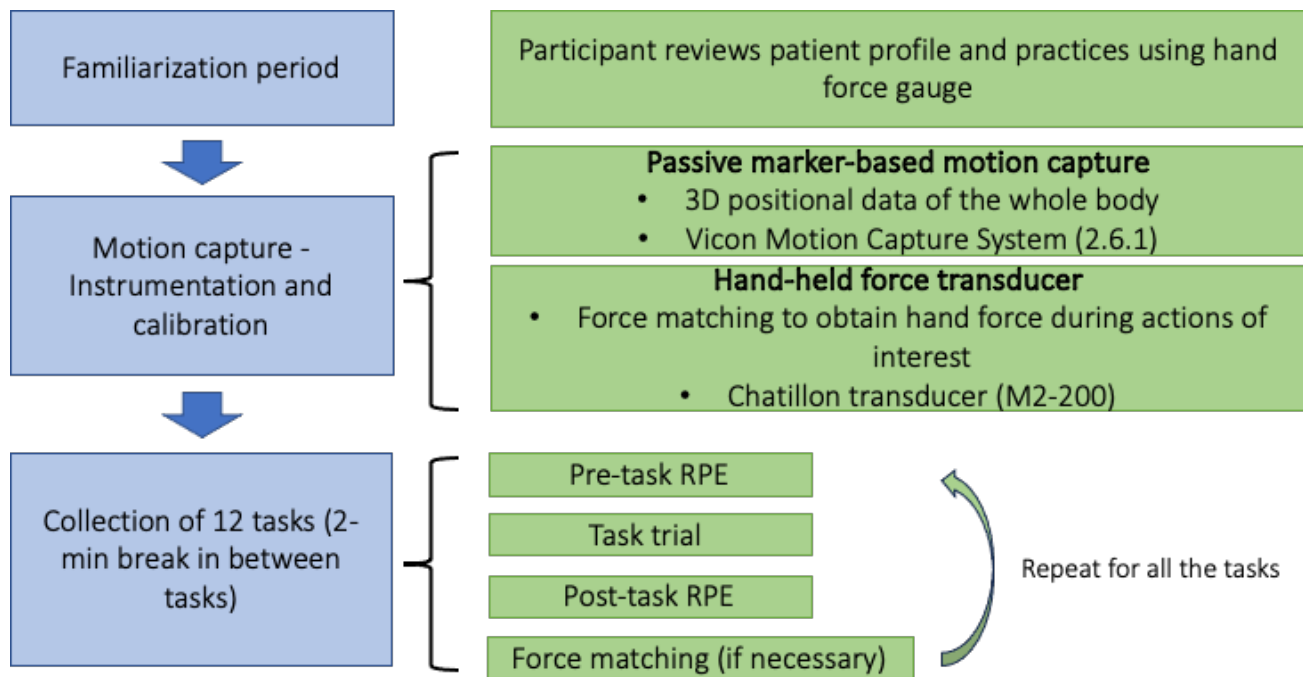 Familiarization period
Participant reviews patient profile and practices using hand
force gauge
Motion capture -
Instrumentation and
calibration
Passive marker-based motion capture
• 3D positional data of the whole body
• Vicon Motion Capture System (2.6.1)
Hand-held force transducer
• Force matching to obtain hand force during actions of
interest
• Chatillon transducer (M2-200)
Collection of 12 tasks (2-
min break in between
tasks)
Pre-task RPE
Task trial
Post-task RPE
Force matching (if necessary)
Repeat for all the tasks